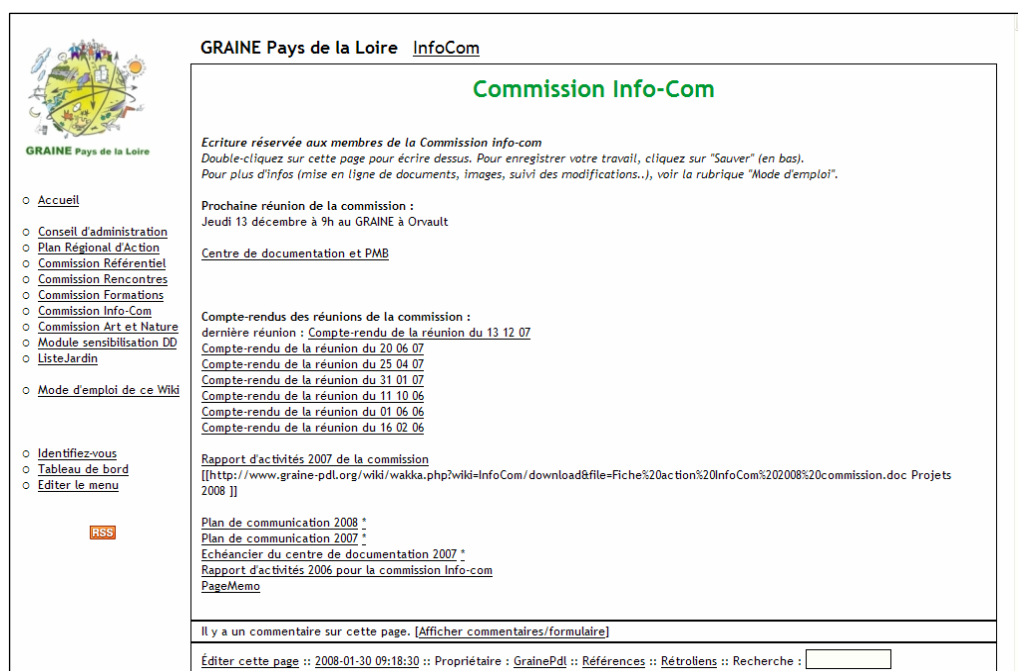 GRAINE Pays de la Loire InfoCom
GRAINE Pays de la Loire
Accueil
Conseil d'administration
Plan Régional d'Action
Commission Référentiel
Commission Rencontres
Commission Formations
Commission Info-Com
Commission Art et Nature
Module sensibilisation DD
ListeJardin
Mode d'emploi de ce Wiki
Identifiez-vous
Tableau de bord
Editer le menu
RSS
Commission Info-Com
Ecriture réservée aux membres de la Commission info-com
Double-cliquez sur cette page pour écrire dessus. Pour enregistrer votre travail, cliquez sur "Sauver" (en bas).
Pour plus d'infos (mise en ligne de documents, images, suivi des modifications..), voir la rubrique "Mode d'emploi".
Prochaine réunion de la commission :
Jeudi 13 décembre à 9h au GRAINE à Orvault
Centre de documentation et PMB
Compte-rendus des réunions de la commission :
dernière réunion : Compte-rendu de la réunion du 13 12 07
Compte-rendu de la réunion du 20 06 07
Compte-rendu de la réunion du 25 04 07
Compte-rendu de la réunion du 31 01 07
Compte-rendu de la réunion du 11 10 06
Compte-rendu de la réunion du 01 06 06
Compte-rendu de la réunion du 16 02 06
Rapport d'activités 2007 de la commission
[[http://www.graine-pdl.org/wiki/wakka.php?wiki=InfoCom/download&file=Fiche%20action%20InfoCom%202008%20commission.doc Projets
2008 ]]
Plan de communication 2008 *
Plan de communication 2007 *
Echéancier du centre de documentation 2007 *
Rapport d'activités 2006 pour la commission Info-com
PageMemo
Il y a un commentaire sur cette page. [Afficher commentaires/formulaire]
Éditer cette page :: 2008-01-30 09:18:30 :: Propriétaire : GrainePdl :: Références :: Rétroliens :: Recherche :